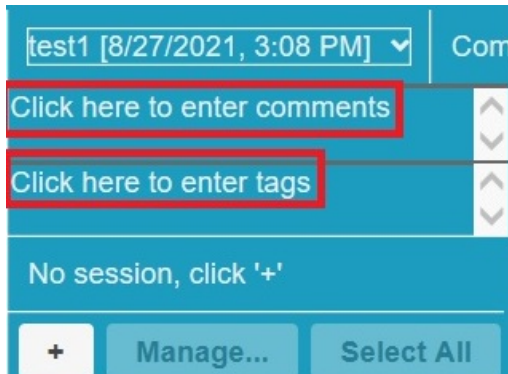 test1 [8/27/2021, 3:08 PM] Com
Click here to enter comments
Click here to enter tags
No session, click '+'
+ Manage... Select All